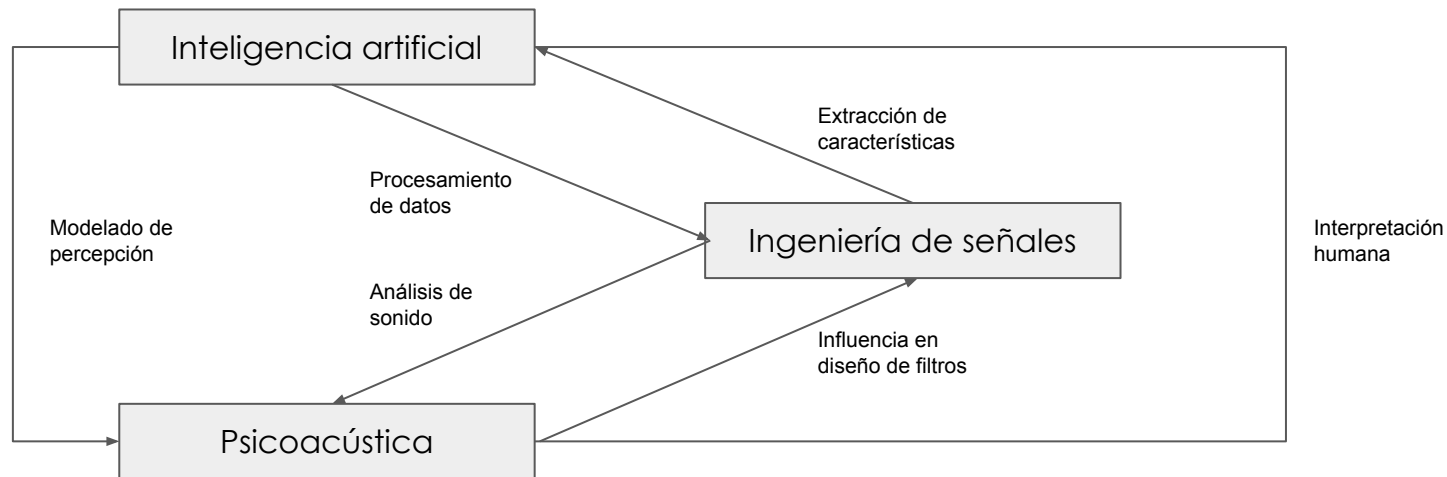 Inteligencia artificial
Extracción de
características
Procesamiento
de datos
Modelado de
percepción
Ingeniería de señales
Interpretación
humana
Análisis de
sonido
Influencia en
diseño de filtros
Psicoacústica